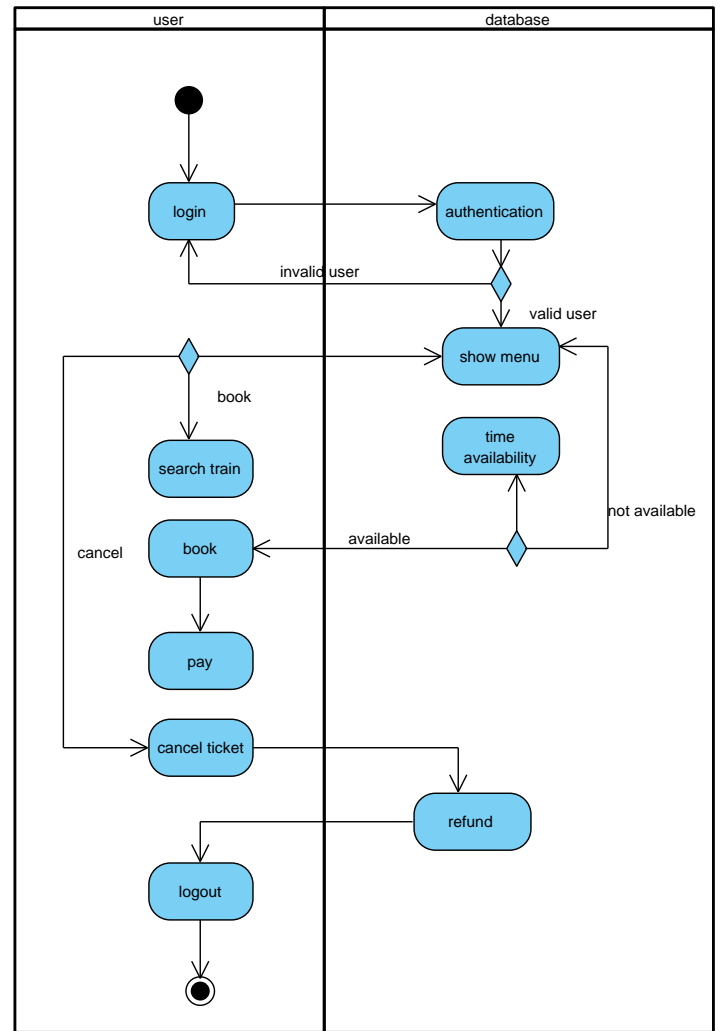 user
database
login
authentication
invalid user
valid user
show menu
book
time
availability
search train
not available
book
available
cancel
pay
cancel ticket
refund
logout